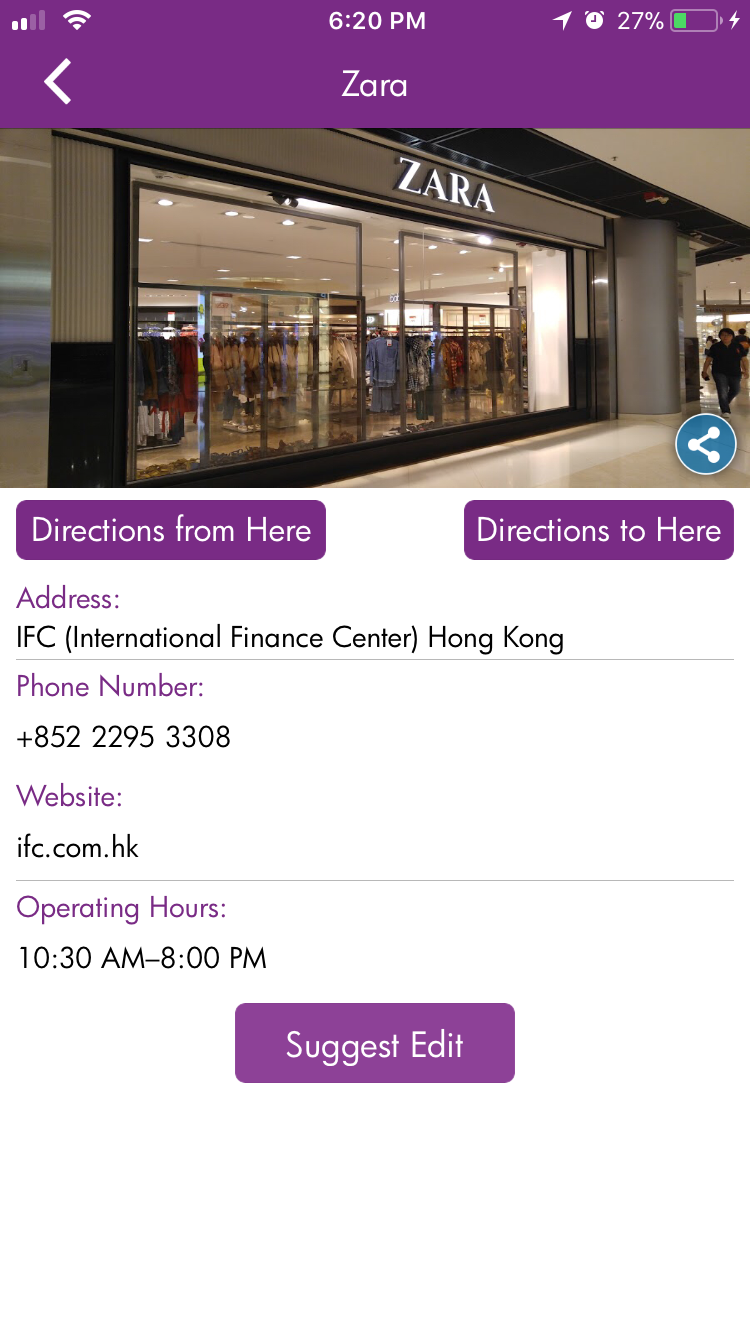 6:20 PM
27%
Zara
ZARA
Directions from Here
Directions to Here
Address:
IFC (International Finance Center) Hong Kong
Phone Number:
+852 2295 3308
Website:
ifc.com.hk
Operating Hours:
10:30 AM–8:00 PM
Suggest Edit